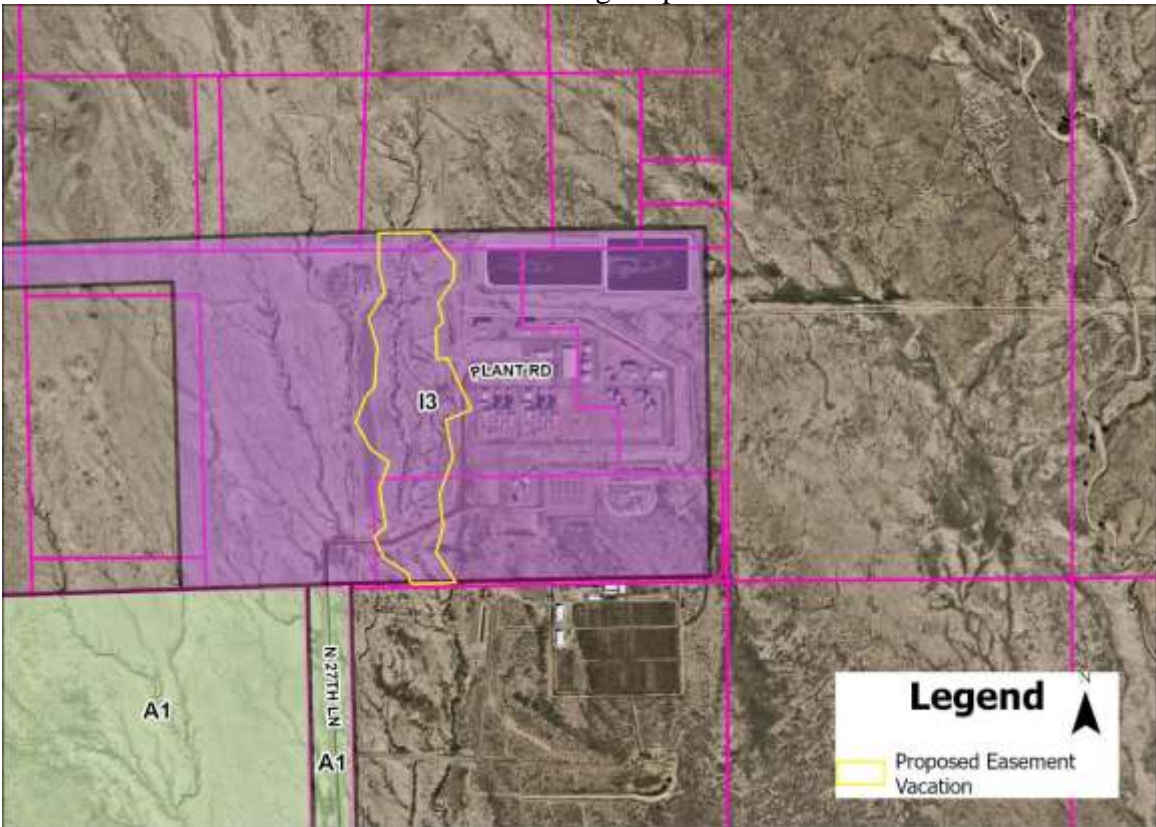 PLANT RD
I3
N 27TH LN
A1
A1
Legend
N
Proposed Easement
Vacation